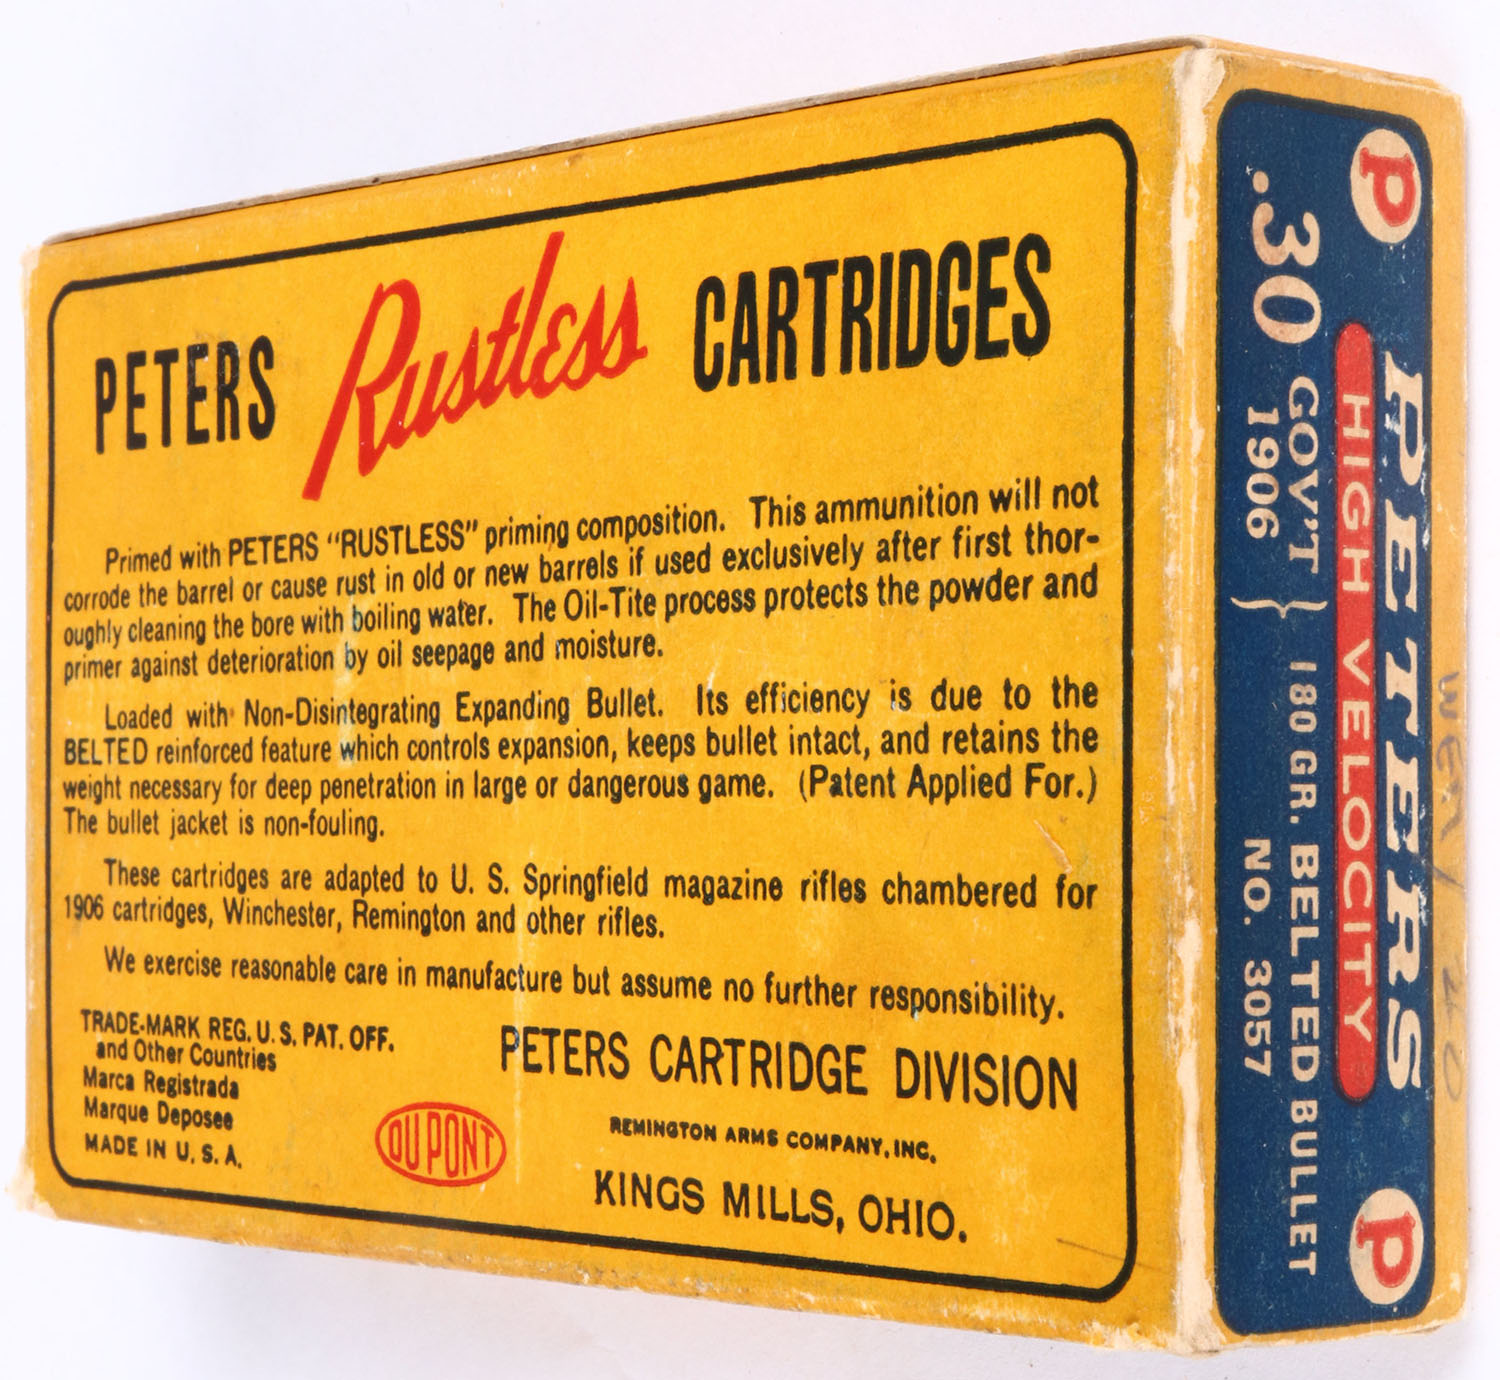 PETERS Rustless CARTRIDGES
Primed with PETERS "RUSTLESS" priming composition. This ammunition will not
corrode the barrel or cause rust in old or new barrels if used exclusively after first thor-
oughly cleaning the bore with boiling water. The Oil-Tite process protects the powder and
primer against deterioration by oil seepage and moisture.
Loaded with Non-Disintegrating Expanding Bullet. Its efficiency is due to the
BELTED reinforced feature which controls expansion, keeps bullet intact, and retains the
weight necessary for deep penetration in large or dangerous game. (Patent Applied For.)
The bullet jacket is non-fouling.
These cartridges are adapted to U. S. Springfield magazine rifles chambered for
1906 cartridges, Winchester, Remington and other rifles.
We exercise reasonable care in manufacture but assume no further responsibility.
TRADE-MARK REG. U. S. PAT. OFF.
and Other Countries
Marca Registrada
Marque Deposee
MADE IN U. S. A.
DU PONT
PETERS CARTRIDGE DIVISION
REMINGTON ARMS COMPANY, INC.
KINGS MILLS, OHIO.
P PETERS P
HIGH VELOCITY
.30 GOV'T 1906 } 180 GR. BELTED BULLET
NO. 3057